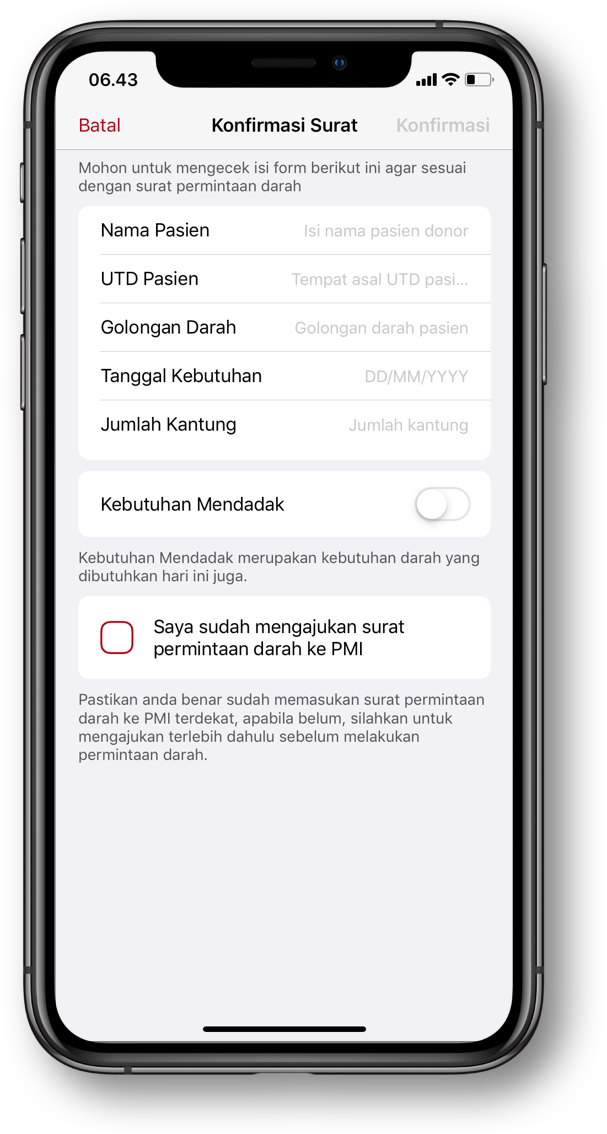 06.43
Batal Konfirmasi Surat Konfirmasi
Mohon untuk mengecek isi form berikut ini agar sesuai
dengan surat permintaan darah
Nama Pasien Isi nama pasien donor
UTD Pasien Tempat asal UTD pasi...
Golongan Darah Golongan darah pasien
Tanggal Kebutuhan DD/MM/YYYY
Jumlah Kantung Jumlah kantung
Kebutuhan Mendadak
Kebutuhan Mendadak merupakan kebutuhan darah yang
dibutuhkan hari ini juga.
Saya sudah mengajukan surat
permintaan darah ke PMI
Pastikan anda benar sudah memasukan surat permintaan
darah ke PMI terdekat, apabila belum, silahkan untuk
mengajukan terlebih dahulu sebelum melakukan
permintaan darah.